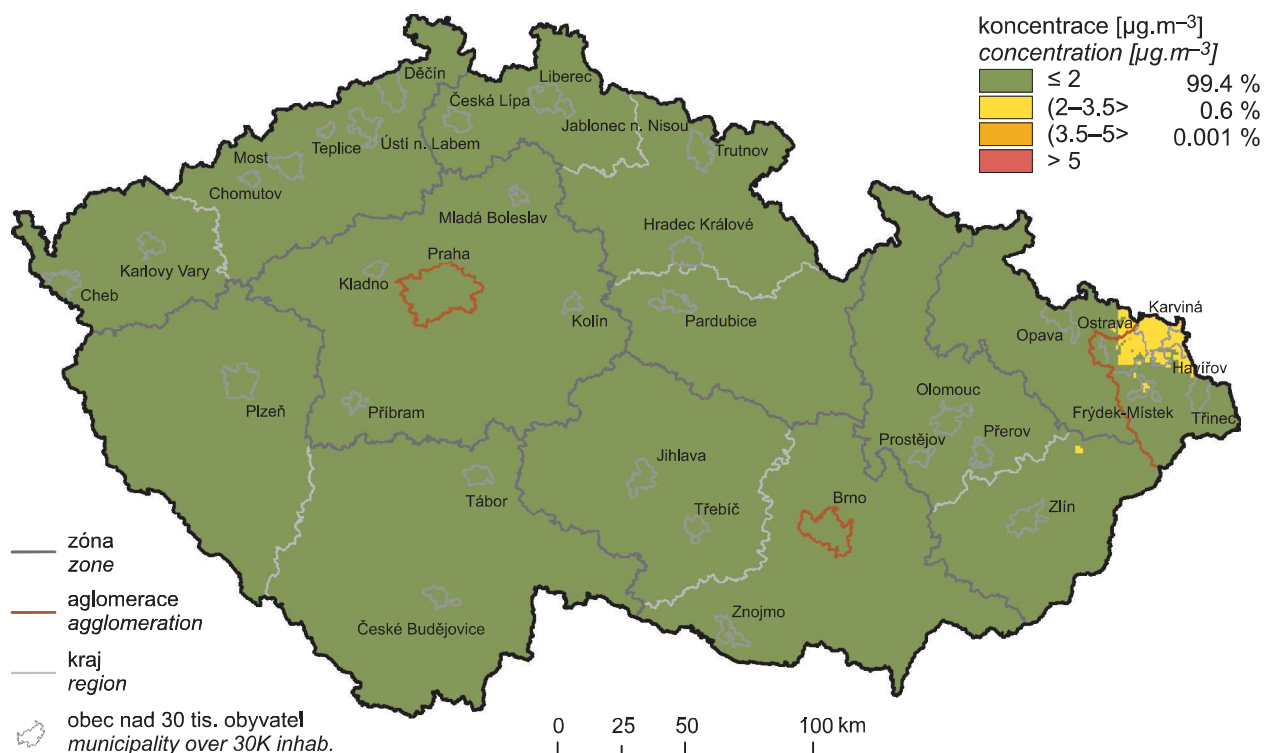 koncentrace [µg.m⁻³]
concentration [µg.m⁻³]
≤ 2 99.4 %
(2–3.5> 0.6 %
(3.5–5> 0.001 %
> 5
Děčín
Liberec
Česká Lípa
Jablonec n. Nisou
Teplice
Ústí n. Labem
Trutnov
Most
Chomutov
Mladá Boleslav
Hradec Králové
Karlovy Vary
Praha
Kladno
Cheb
Kolín
Pardubice
Karviná
Opava
Ostrava
Havířov
Plzeň
Příbram
Olomouc
Frýdek-Místek
Třinec
Prostějov
Přerov
Jihlava
Tábor
Třebíč
Brno
Zlín
Znojmo
České Budějovice
zóna
zone
aglomerace
agglomeration
kraj
region
obec nad 30 tis. obyvatel
municipality over 30K inhab.
0 25 50 100 km